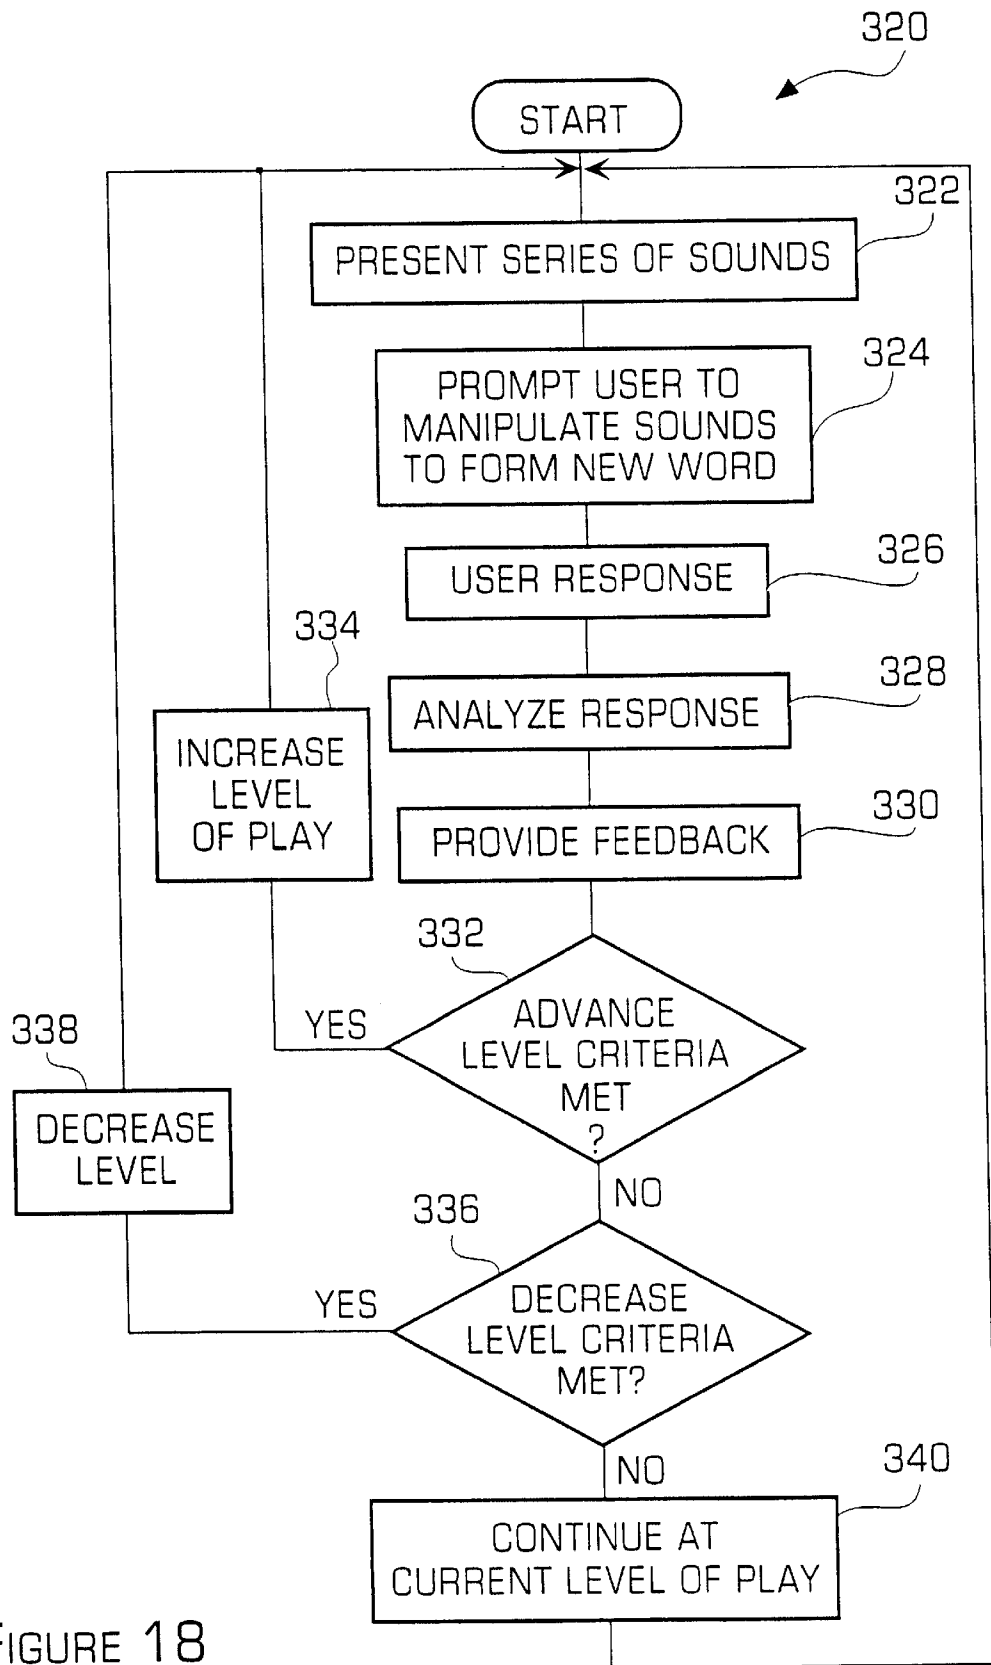 320
START
322
PRESENT SERIES OF SOUNDS
324
PROMPT USER TO
MANIPULATE SOUNDS
TO FORM NEW WORD
326
USER RESPONSE
334
328
ANALYZE RESPONSE
INCREASE
LEVEL
OF PLAY
330
PROVIDE FEEDBACK
332
YES
ADVANCE
LEVEL CRITERIA
MET
?
338
DECREASE
LEVEL
NO
336
YES
DECREASE
LEVEL CRITERIA
MET?
NO
340
CONTINUE AT
CURRENT LEVEL OF PLAY
FIGURE 18